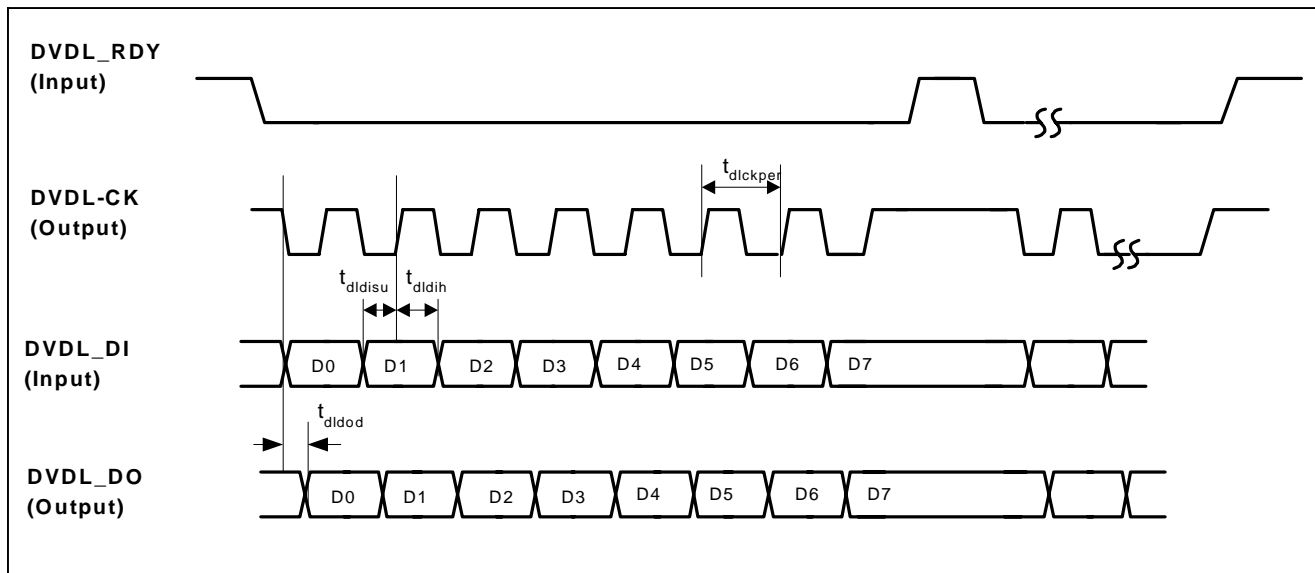 DVDL_RDY
(Input)
t dlckper
DVDL-CK
(Output)
t dldisu t dldih
DVDL_DI
(Input)
D0 D1 D2 D3 D4 D5 D6 D7
t dldod
DVDL_DO
(Output)
D0 D1 D2 D3 D4 D5 D6 D7